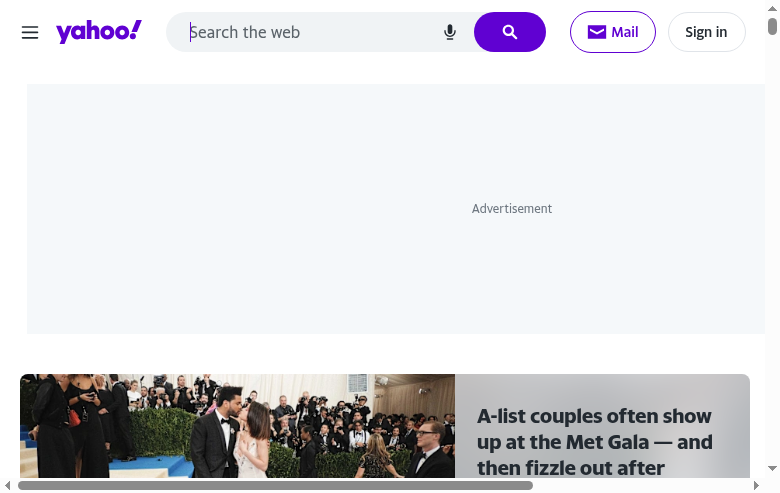 yahoo!
Search the web
Mail
Sign in
Advertisement
A-list couples often show
up at the Met Gala — and
then fizzle out after